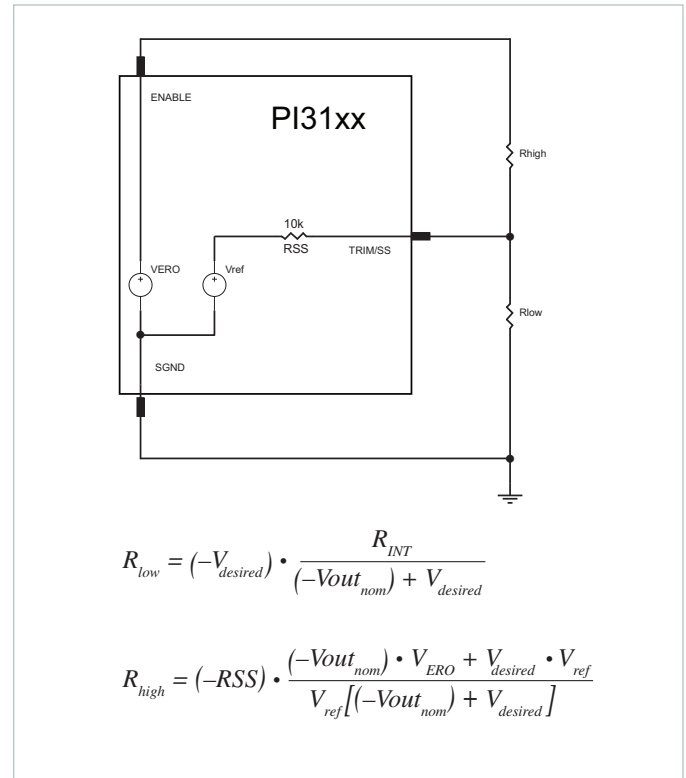 ENABLE
PI31xx
Rhigh
10k
RSS
TRIM/SS
VERO
Vref
Rlow
SGND
R_low = (–V_desired) • R_INT / ((–Vout_nom) + V_desired)
R_high = (–RSS) • ((–Vout_nom) • V_ERO + V_desired • V_ref) / (V_ref[(–Vout_nom) + V_desired])